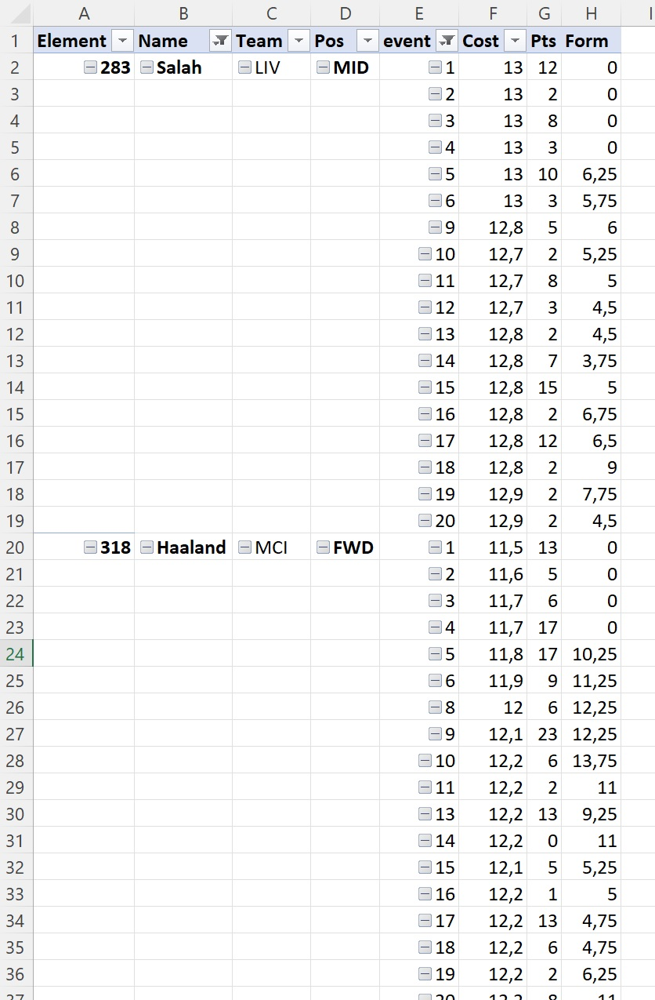 A B C D E F G H I
1 Element Name Team Pos event Cost Pts Form
2 283 Salah LIV MID 1 13 12 0
3 2 13 2 0
4 3 13 8 0
5 4 13 3 0
6 5 13 10 6,25
7 6 13 3 5,75
8 9 12,8 5 6
9 10 12,7 2 5,25
10 11 12,7 8 5
11 12 12,7 3 4,5
12 13 12,8 2 4,5
13 14 12,8 7 3,75
14 15 12,8 15 5
15 16 12,8 2 6,75
16 17 12,8 12 6,5
17 18 12,8 2 9
18 19 12,9 2 7,75
19 20 12,9 2 4,5
20 318 Haaland MCI FWD 1 11,5 13 0
21 2 11,6 5 0
22 3 11,7 6 0
23 4 11,7 17 0
24 5 11,8 17 10,25
25 6 11,9 9 11,25
26 8 12 6 12,25
27 9 12,1 23 12,25
28 10 12,2 6 13,75
29 11 12,2 2 11
30 13 12,2 13 9,25
31 14 12,2 0 11
32 15 12,1 5 5,25
33 16 12,2 1 5
34 17 12,2 13 4,75
35 18 12,2 6 4,75
36 19 12,2 2 6,25
37 20 12,2 8 11